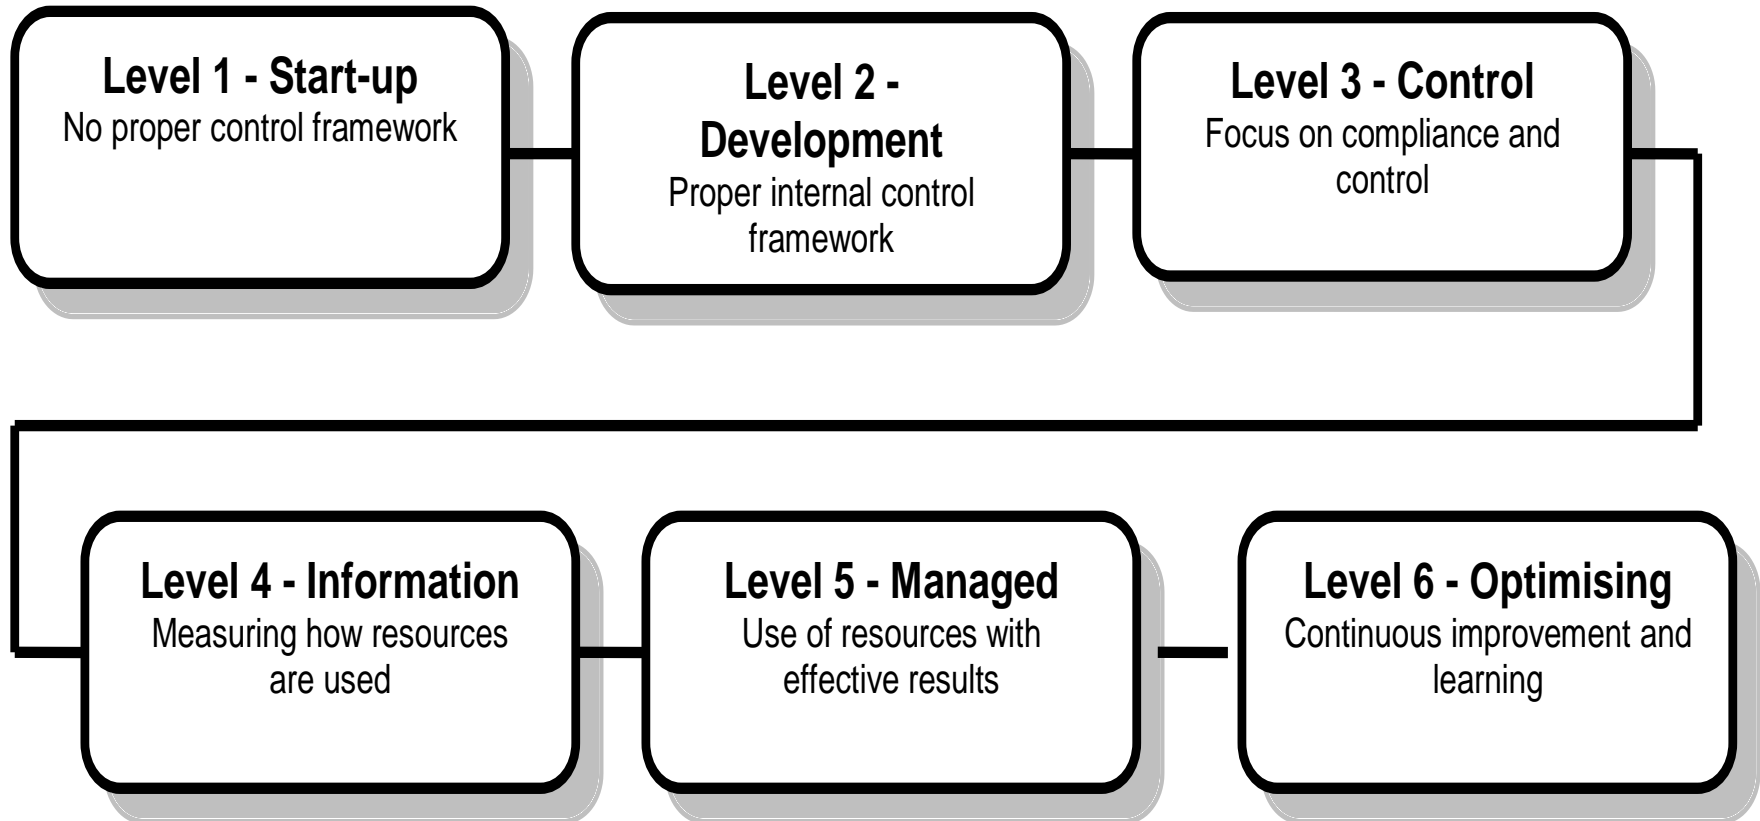 Level 1 - Start-up
No proper control framework
Level 2 -
Development
Proper internal control
framework
Level 3 - Control
Focus on compliance and
control
Level 4 - Information
Measuring how resources
are used
Level 5 - Managed
Use of resources with
effective results
Level 6 - Optimising
Continuous improvement and
learning